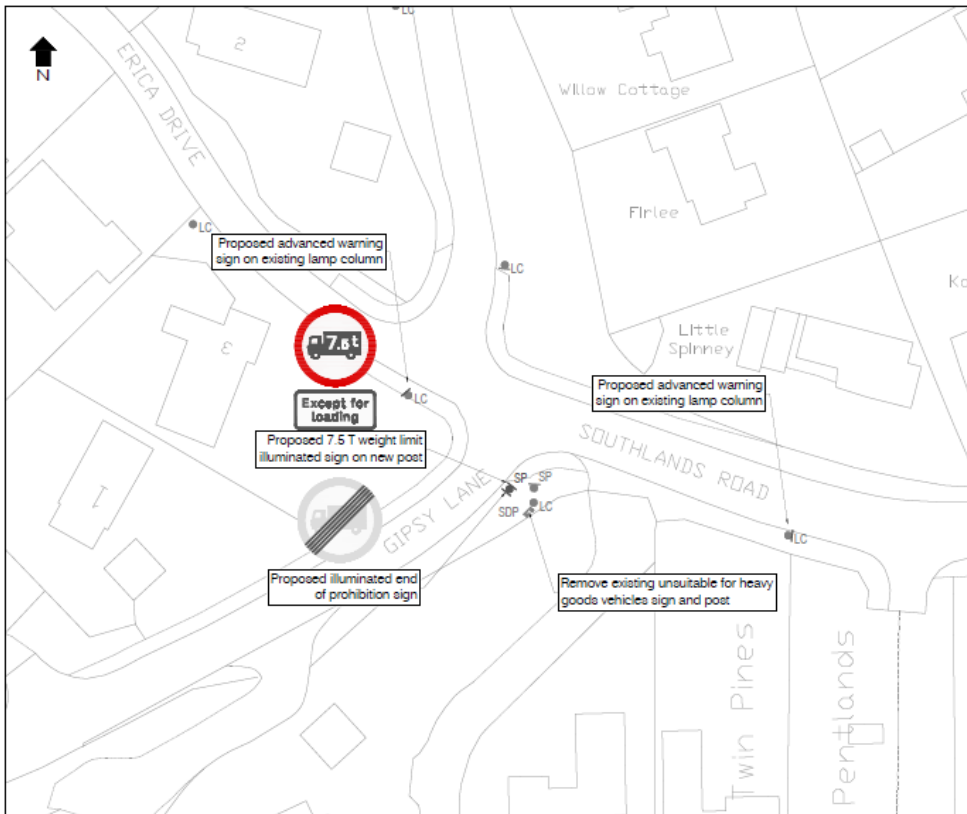 LC
2
N
ERICA DRIVE
Willow Cottage
Firlee
LC
Proposed advanced warning
sign on existing lamp column
LC
3
7.5 t
Little
Spinney
Proposed advanced warning
sign on existing lamp column
Except for
loading
LC
Proposed 7.5 T weight limit
illuminated sign on new post
SOUTHLANDS ROAD
SP
SP
LC
SDP
1
GIPSY LANE
LC
Proposed illuminated end
of prohibition sign
Remove existing unsuitable for heavy
goods vehicles sign and post
Twin Pines
Pentlands